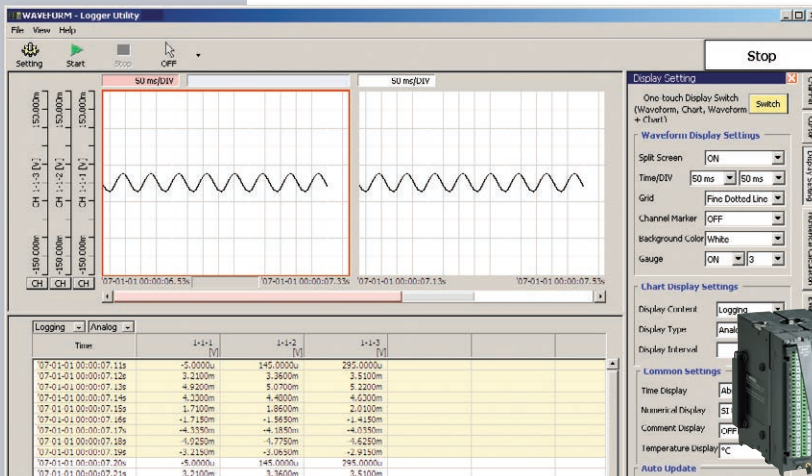 WAVEFORM - Logger Utility
File View Help
Setting Start Stop OFF
Stop
50 ms/DIV 50 ms/DIV
150.000m 150.000m 150.000m
CH 1-1-3 [V] CH 1-1-2 [V] CH 1-1-1 [V]
-150.000m -150.000m -150.000m
CH CH CH
'07-01-01 00:00:06.53s '07-01-01 00:00:07.33s '07-01-01 00:00:07.13s '07-01-01 00:00:07.53s
Logging Analog
Time 1-1-1 [V] 1-1-2 [V] 1-1-3 [V]
'07-01-01 00:00:07.11s -5.0000u 145.0000u 295.0000u
'07-01-01 00:00:07.12s 3.2100m 3.3600m 3.5100m
'07-01-01 00:00:07.13s 4.9200m 5.0700m 5.2200m
'07-01-01 00:00:07.14s 4.3300m 4.4800m 4.6300m
'07-01-01 00:00:07.15s 1.7100m 1.8600m 2.0100m
'07-01-01 00:00:07.16s -1.7150m -1.5650m -1.4150m
'07-01-01 00:00:07.17s -4.3350m -4.1850m -4.0350m
'07-01-01 00:00:07.18s -4.9250m -4.7750m -4.6250m
'07-01-01 00:00:07.19s -3.2150m -3.0650m -2.9150m
'07-01-01 00:00:07.20s -5.0000u 145.0000u 295.0000u
'07-01-01 00:00:07.21s 3.2100m 3.3600m 3.5100m
Display Setting
One-touch Display Switch
(Waveform, Chart, Waveform
+ Chart)
Switch
Waveform Display Settings
Split Screen ON
Time/DIV 50 ms 50 ms
Grid Fine Dotted Line
Channel Marker OFF
Background Color White
Gauge ON 3
Chart Display Settings
Display Content Logging
Display Type
Display Interval
Common Settings
Time Display
Numerical Display
Comment Display OFF
Temperature Display °C
Auto Update
Display Setting